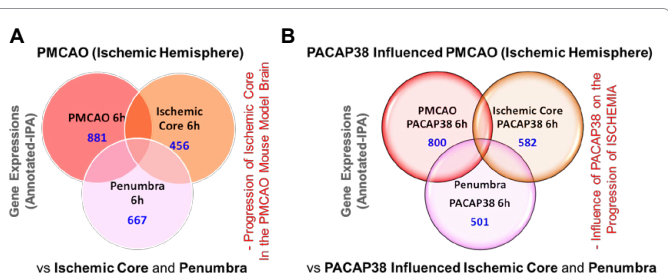 A
PMCAO (Ischemic Hemisphere)
Gene Expressions
(Annotated-IPA)
PMCAO 6h
881
Ischemic
Core 6h
456
Penumbra
6h
667
- Progression of Ischemic Core
In the PMCAO Mouse Model Brain
vs Ischemic Core and Penumbra
B
PACAP38 Influenced PMCAO (Ischemic Hemisphere)
Gene Expressions
(Annotated-IPA)
PMCAO
PACAP38 6h
800
Ischemic Core
PACAP38 6h
582
Penumbra
PACAP38 6h
501
- Influence of PACAP38 on the
Progression of ISCHEMIA
vs PACAP38 Influenced Ischemic Core and Penumbra